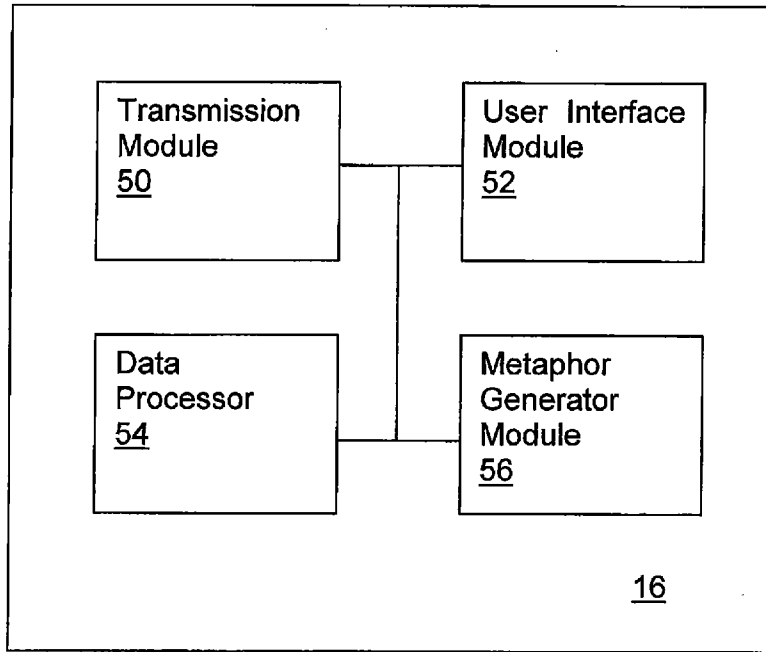 Transmission
Module
50
User Interface
Module
52
Data
Processor
54
Metaphor
Generator
Module
56
16